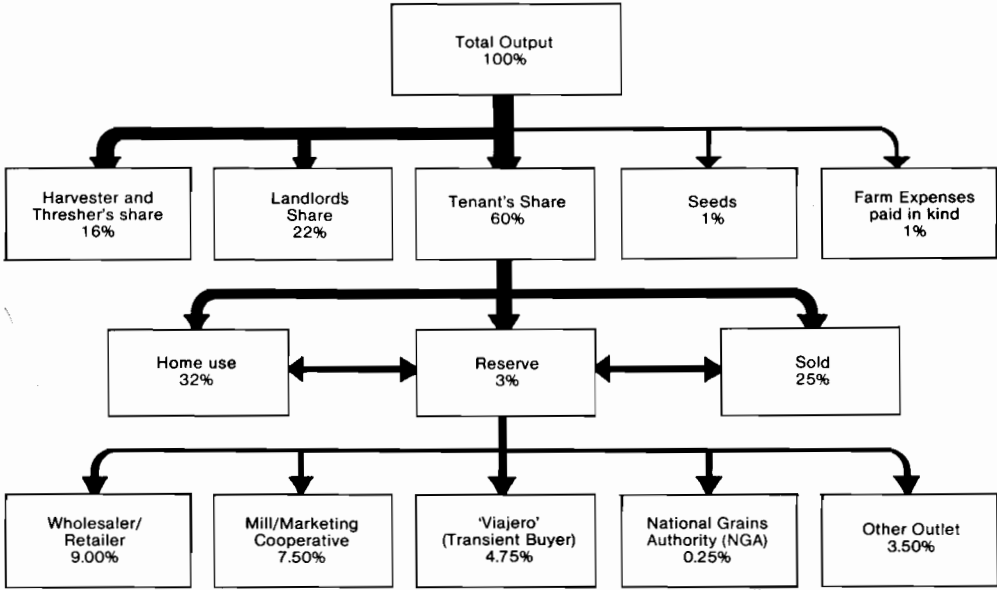 Total Output
100%
Harvester and
Thresher's share
16%
Landlord's
Share
22%
Tenant's Share
60%
Seeds
1%
Farm Expenses
paid in kind
1%
Home use
32%
Reserve
3%
Sold
25%
Wholesaler/
Retailer
9.00%
Mill/Marketing
Cooperative
7.50%
'Viajero'
(Transient Buyer)
4.75%
National Grains
Authority (NGA)
0.25%
Other Outlet
3.50%